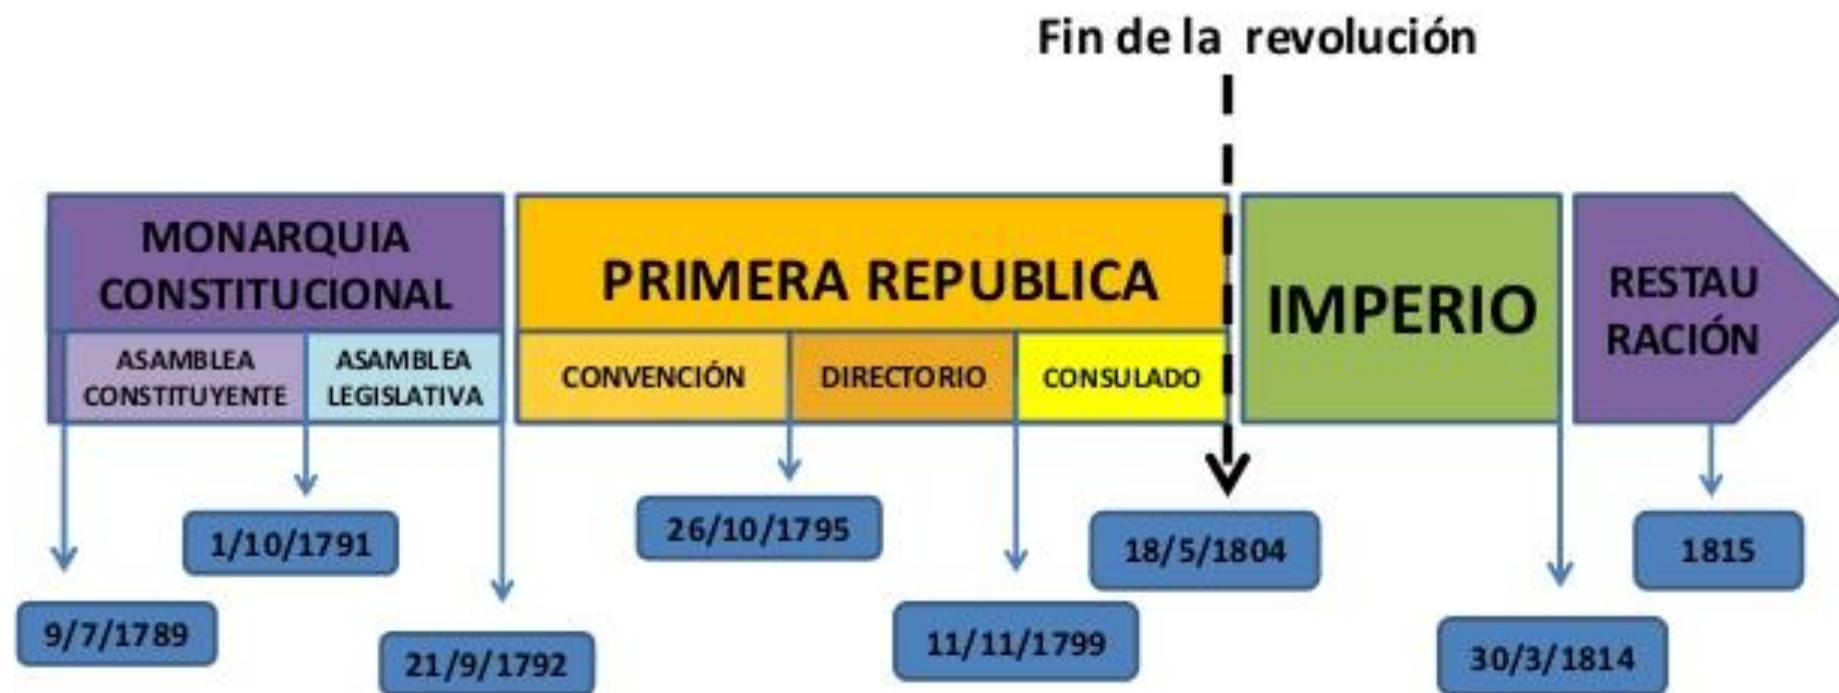 Fin de la revolución
MONARQUIA
CONSTITUCIONAL
ASAMBLEA
CONSTITUYENTE
ASAMBLEA
LEGISLATIVA
PRIMERA REPUBLICA
CONVENCIÓN
DIRECTORIO
CONSULADO
IMPERIO
RESTAU
RACIÓN
9/7/1789
1/10/1791
21/9/1792
26/10/1795
11/11/1799
18/5/1804
30/3/1814
1815